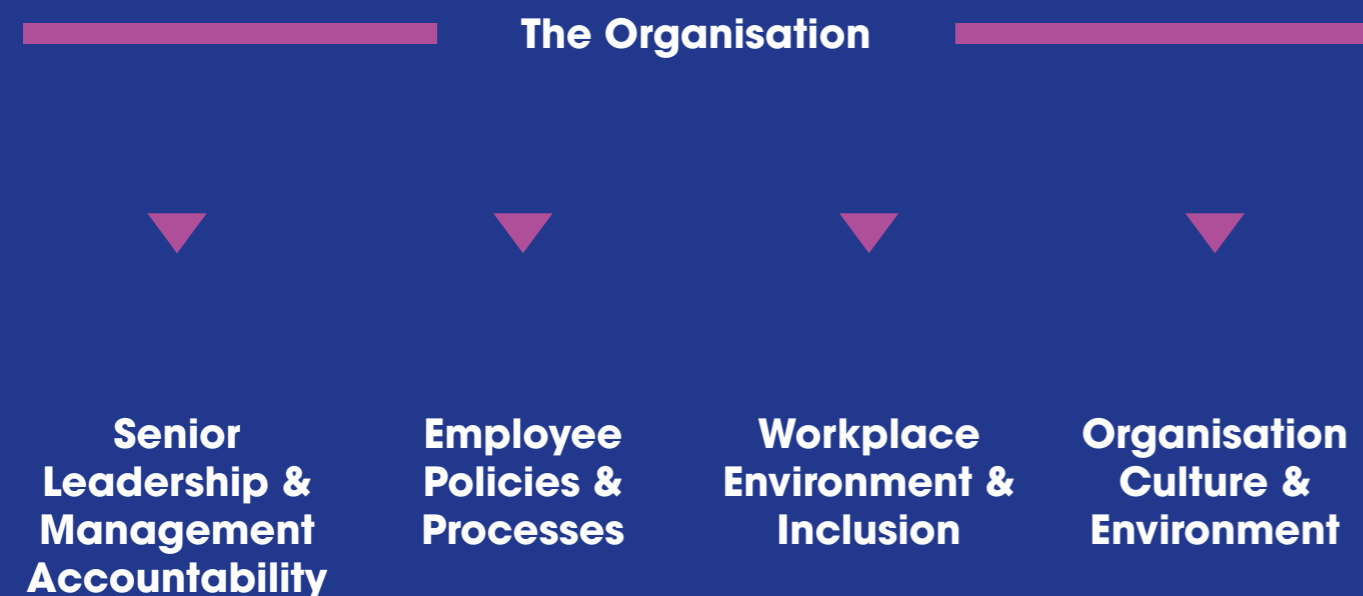 The Organisation
Senior
Leadership &
Management
Accountability
Employee
Policies &
Processes
Workplace
Environment &
Inclusion
Organisation
Culture &
Environment